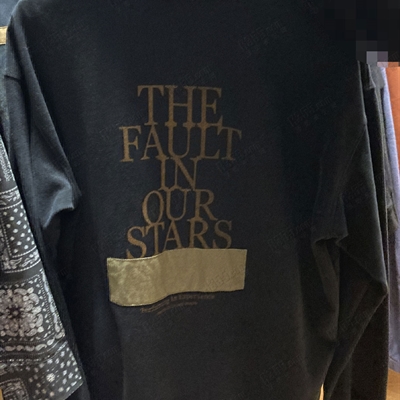 THE
FAULT
IN
OUR
STARS